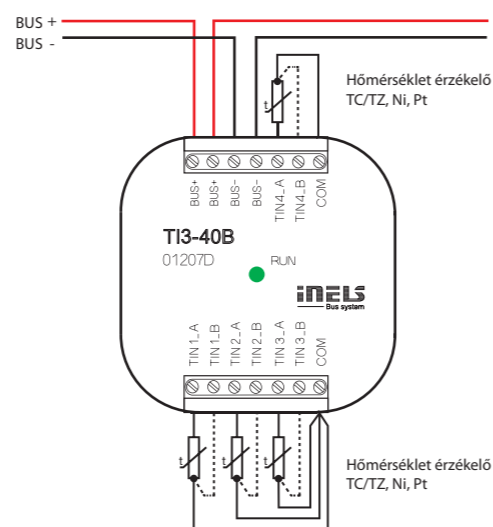 BUS +
BUS -
Hőmérséklet érzékelő
TC/TZ, Ni, Pt
t
BUS+
BUS+
BUS-
BUS-
TIN4_A
TIN4_B
COM
TI3-40B
01207D
RUN
iNELS
Bus system
TIN1_A
TIN1_B
TIN2_A
TIN2_B
TIN3_A
TIN3_B
COM
t
t
t
Hőmérséklet érzékelő
TC/TZ, Ni, Pt